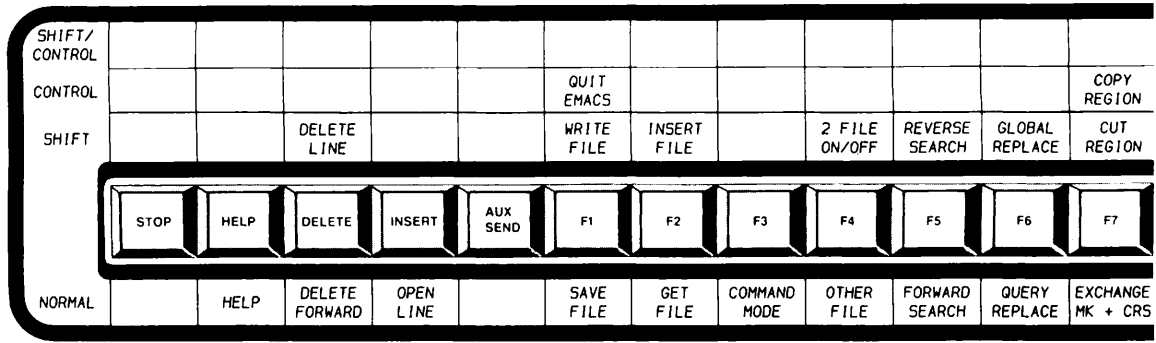 SHIFT/
CONTROL
CONTROL QUIT COPY
EMACS REGION
SHIFT DELETE WRITE INSERT 2 FILE REVERSE GLOBAL CUT
LINE FILE FILE ON/OFF SEARCH REPLACE REGION
STOP HELP DELETE INSERT AUX SEND F1 F2 F3 F4 F5 F6 F7
NORMAL HELP DELETE OPEN SAVE GET COMMAND OTHER FORWARD QUERY EXCHANGE
FORWARD LINE FILE FILE MODE FILE SEARCH REPLACE MK + CRS